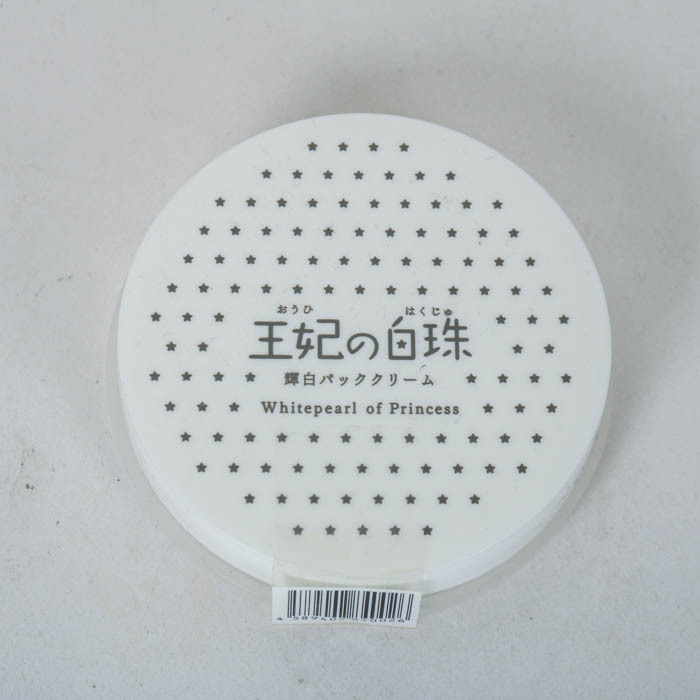 おうひ はくじゅ
王妃の白珠
輝白パッククリーム
Whitepearl of Princess